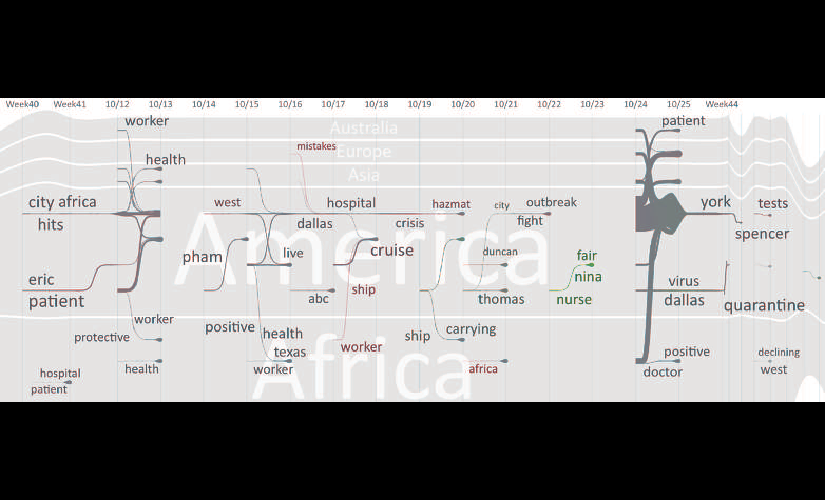 Week40 Week41 10/12 10/13 10/14 10/15 10/16 10/17 10/18 10/19 10/20 10/21 10/22 10/23 10/24 10/25 Week44
worker patient
Australia
mistakes Europe
health
Asia
city africa west hospital hazmat city outbreak york tests
hits dallas crisis fight
America
spencer
pham live cruise duncan fair
eric nina virus
patient abc ship thomas nurse dallas
quarantine
worker positive health ship carrying
protective
texas worker positive declining
Africa
hospital health worker africa doctor west
patient